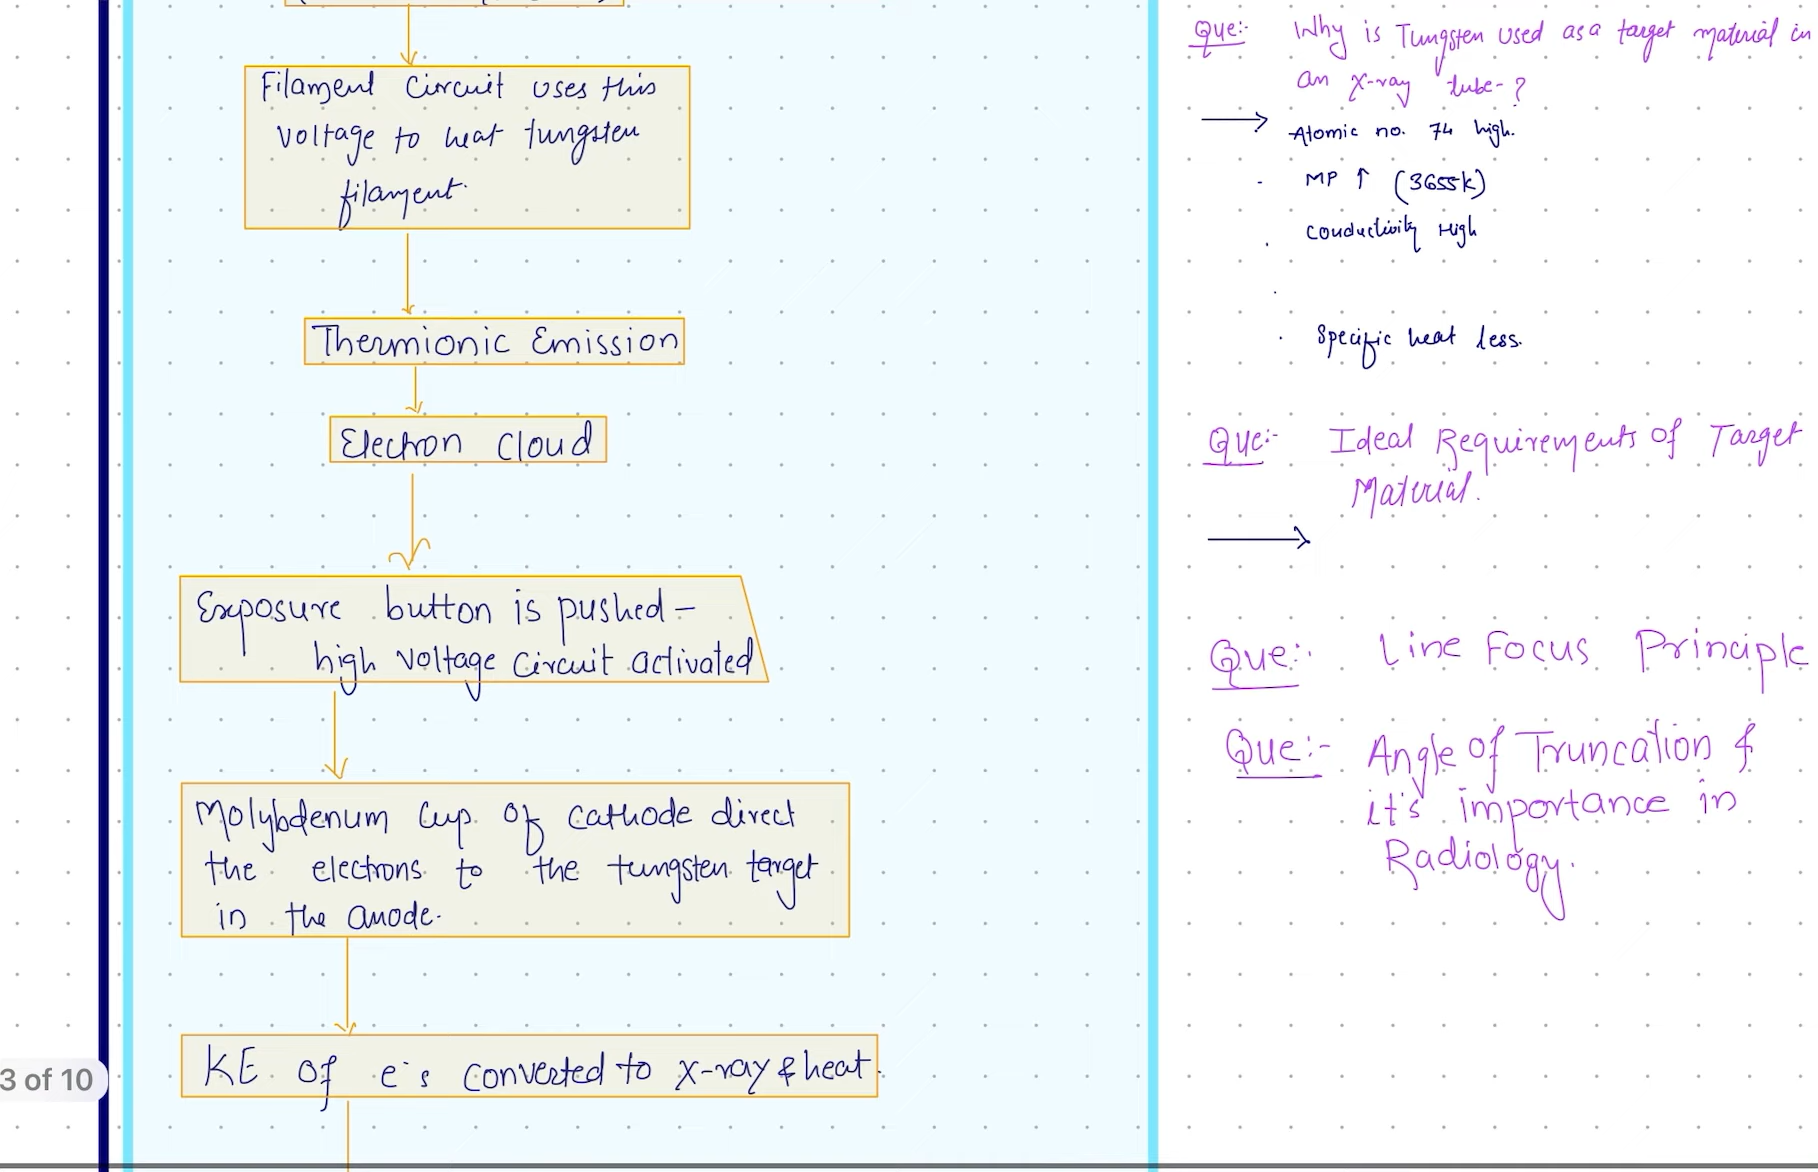 Filament Circuit uses this
voltage to heat tungsten
filament.
Thermionic Emission
Electron Cloud
Exposure button is pushed –
high voltage circuit activated
Molybdenum Cup of cathode direct
the electrons to the tungsten target
in the anode.
KE of e's converted to x-ray & heat.
3 of 10
Que:- Why is Tungsten used as a target material in
an X-ray tube-?
→ Atomic no. 74 high.
· MP ↑ (3655K)
· Conductivity High
· Specific heat less.
Que:- Ideal Requirements of Target
Material.
→
Que:- Line Focus Principle
Que:- Angle of Truncation &
it's importance in
Radiology.